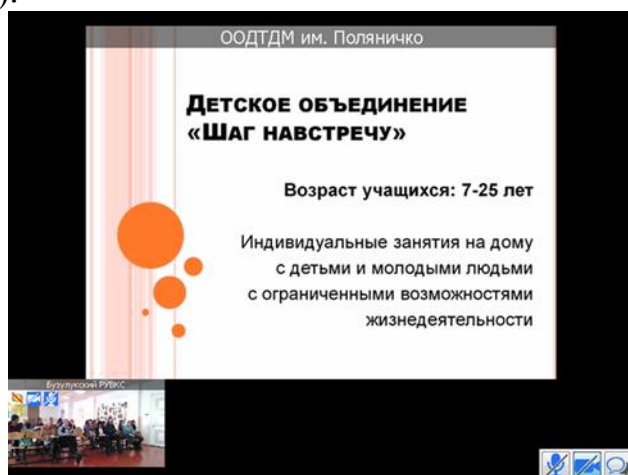 ).
ООДТДМ им. Поляничко
ДЕТСКОЕ ОБЪЕДИНЕНИЕ
«ШАГ НАВСТРЕЧУ»
Возраст учащихся: 7-25 лет
Индивидуальные занятия на дому
с детьми и молодыми людьми
с ограниченными возможностями
жизнедеятельности
Бузулукский РУВКС